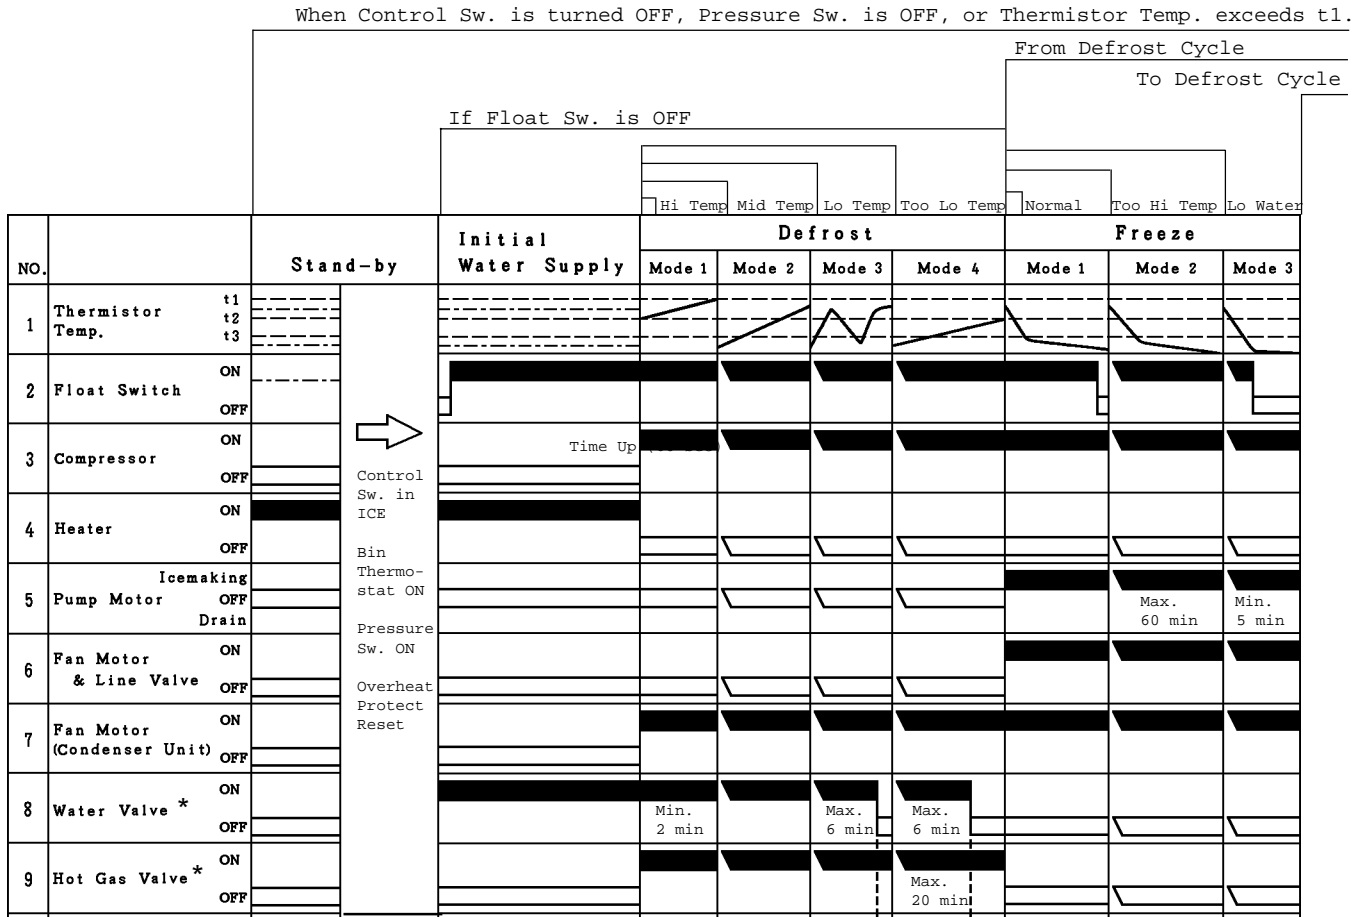 When Control Sw. is turned OFF, Pressure Sw. is OFF, or Thermistor Temp. exceeds t1.
From Defrost Cycle
To Defrost Cycle
If Float Sw. is OFF
Hi Temp Mid Temp Lo Temp Too Lo Temp Normal Too Hi Temp Lo Water
NO. Stand-by Initial Water Supply Defrost Freeze
Mode 1 Mode 2 Mode 3 Mode 4 Mode 1 Mode 2 Mode 3
1 Thermistor Temp. t1 t2 t3
2 Float Switch ON OFF
3 Compressor ON OFF
Time Up
4 Heater ON OFF
5 Pump Motor Icemaking OFF Drain
Max. 60 min
Min. 5 min
6 Fan Motor & Line Valve ON OFF
7 Fan Motor (Condenser Unit) ON OFF
8 Water Valve * ON OFF
Min. 2 min
Max. 6 min
Max. 6 min
9 Hot Gas Valve * ON OFF
Max. 20 min
Control
Sw. in
ICE
Bin
Thermo-
stat ON
Pressure
Sw. ON
Overheat
Protect
Reset